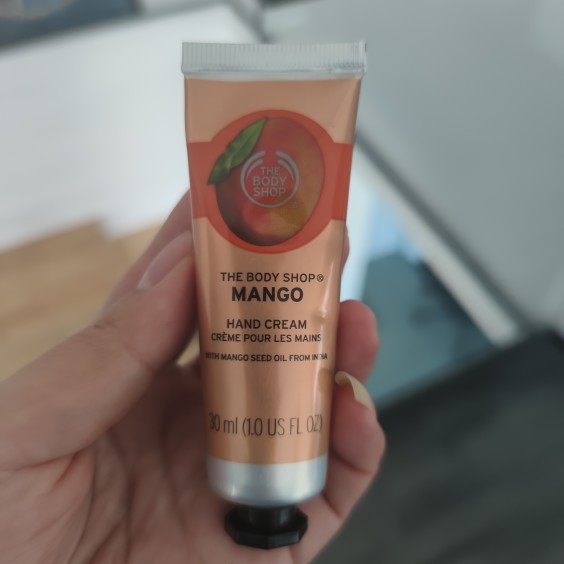 THE
BODY
SHOP
THE BODY SHOP®
MANGO
HAND CREAM
CRÈME POUR LES MAINS
WITH MANGO SEED OIL FROM INDIA
30 ml (1.0 US FL OZ)